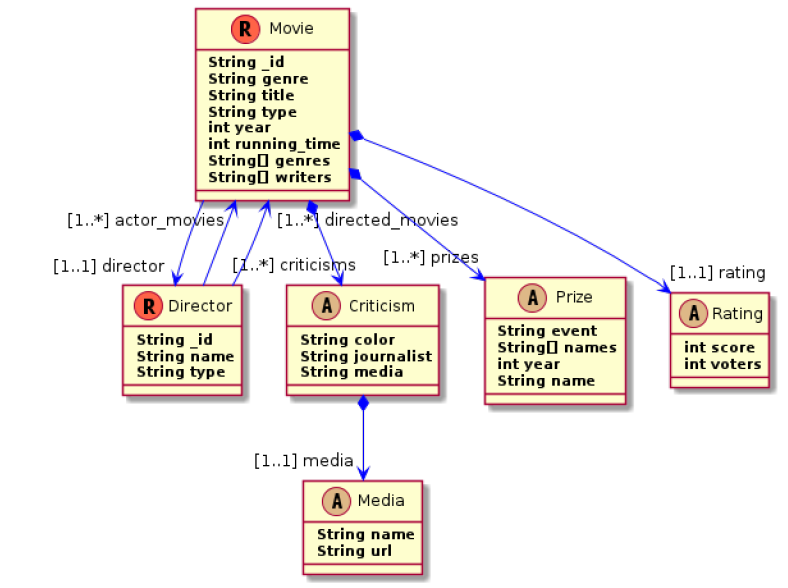 R Movie
String _id
String genre
String title
String type
int year
int running_time
String[] genres
String[] writers
[1..*] actor_movies
[1..*] directed_movies
[1..1] director
[1..*] criticisms
[1..*] prizes
[1..1] rating
R Director
String _id
String name
String type
A Criticism
String color
String journalist
String media
A Prize
String event
String[] names
int year
String name
A Rating
int score
int voters
[1..1] media
A Media
String name
String url